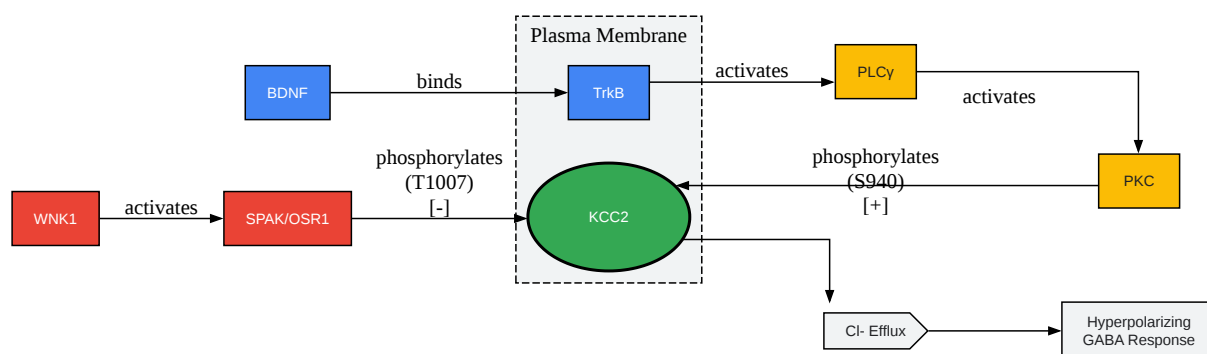 Plasma Membrane
BDNF
binds
TrkB
activates
PLCγ
activates
WNK1
activates
SPAK/OSR1
phosphorylates
(T1007)
[-]
KCC2
phosphorylates
(S940)
[+]
PKC
Cl- Efflux
Hyperpolarizing
GABA Response